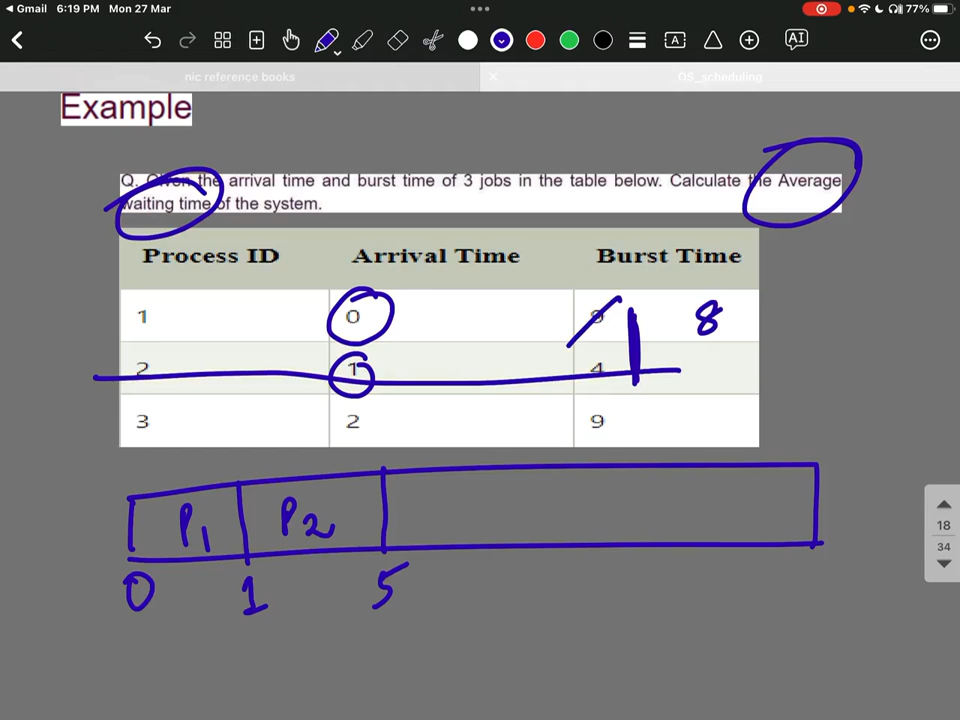 Gmail 6:19 PM Mon 27 Mar 77%
AI
nic reference books OS_scheduling
Example
Q. Given the arrival time and burst time of 3 jobs in the table below. Calculate the Average
waiting time of the system.
Process ID Arrival Time Burst Time
1 0 9 8
2 1 4
3 2 9
P1 P2
0 1 5
18
34